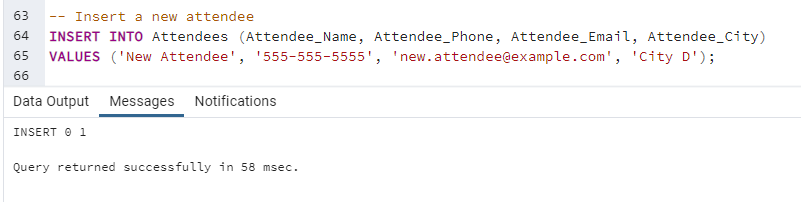 63 -- Insert a new attendee
64 INSERT INTO Attendees (Attendee_Name, Attendee_Phone, Attendee_Email, Attendee_City)
65 VALUES ('New Attendee', '555-555-5555', 'new.attendee@example.com', 'City D');
66
Data Output Messages Notifications
INSERT 0 1
Query returned successfully in 58 msec.